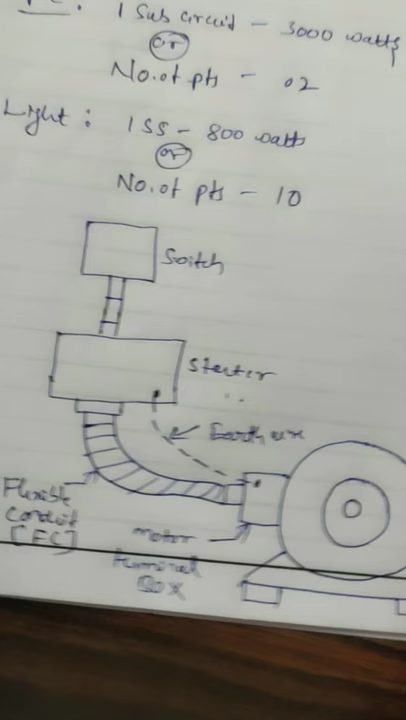 1 Sub circuit - 3000 watts
or
No. of pts - 02
Light : 1 SS - 800 watts
or
No. of pts - 10
Switch
Starter
Earth wire
Flexible
conduit
[FC]
motor
terminal
Box